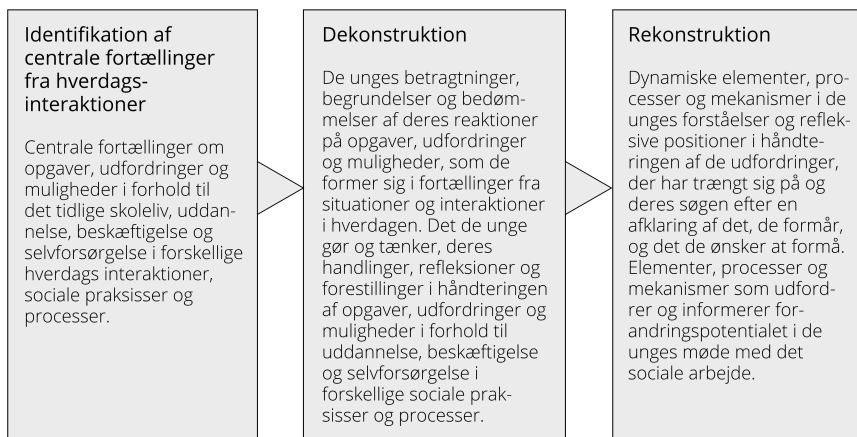 Identifikation af
centrale fortællinger
fra hverdags-
interaktioner
Centrale fortællinger om
opgaver, udfordringer og
muligheder i forhold til
det tidlige skoleliv, uddan-
nelse, beskæftigelse og
selvforsørgelse i forskellige
hverdags interaktioner,
sociale praksisser og
processer.
Dekonstruktion
De unges betragtninger,
begrundelser og bedøm-
melser af deres reaktioner
på opgaver, udfordringer
og muligheder, som de
former sig i fortællinger fra
situationer og interaktioner
i hverdagen. Det de unge
gør og tænker, deres
handlinger, refleksioner og
forestillinger i håndteringen
af opgaver, udfordringer og
muligheder i forhold til
uddannelse, beskæftigelse
og selvforsørgelse i
forskellige sociale prak-
sisser og processer.
Rekonstruktion
Dynamiske elementer, pro-
cesser og mekanismer i de
unges forståelser og reflek-
sive positioner i håndte-
ringen af de udfordringer,
der har trængt sig på og
deres søgen efter en
afklaring af det, de formår,
og det de ønsker at formå.
Elementer, processer og
mekanismer som udford-
rer og informerer for-
andringspotentialet i de
unges møde med det
sociale arbejde.